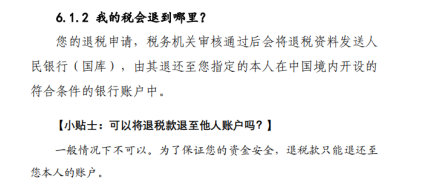 6.1.2 我的税会退到哪里？
您的退税申请，税务机关审核通过后会将退税资料发送人
民银行（国库），由其退还至您指定的本人在中国境内开设的
符合条件的银行账户中。
【小贴士：可以将退税款退至他人账户吗？】
一般情况下不可以。为了保证您的资金安全，退税款只能退还至
您本人的账户。